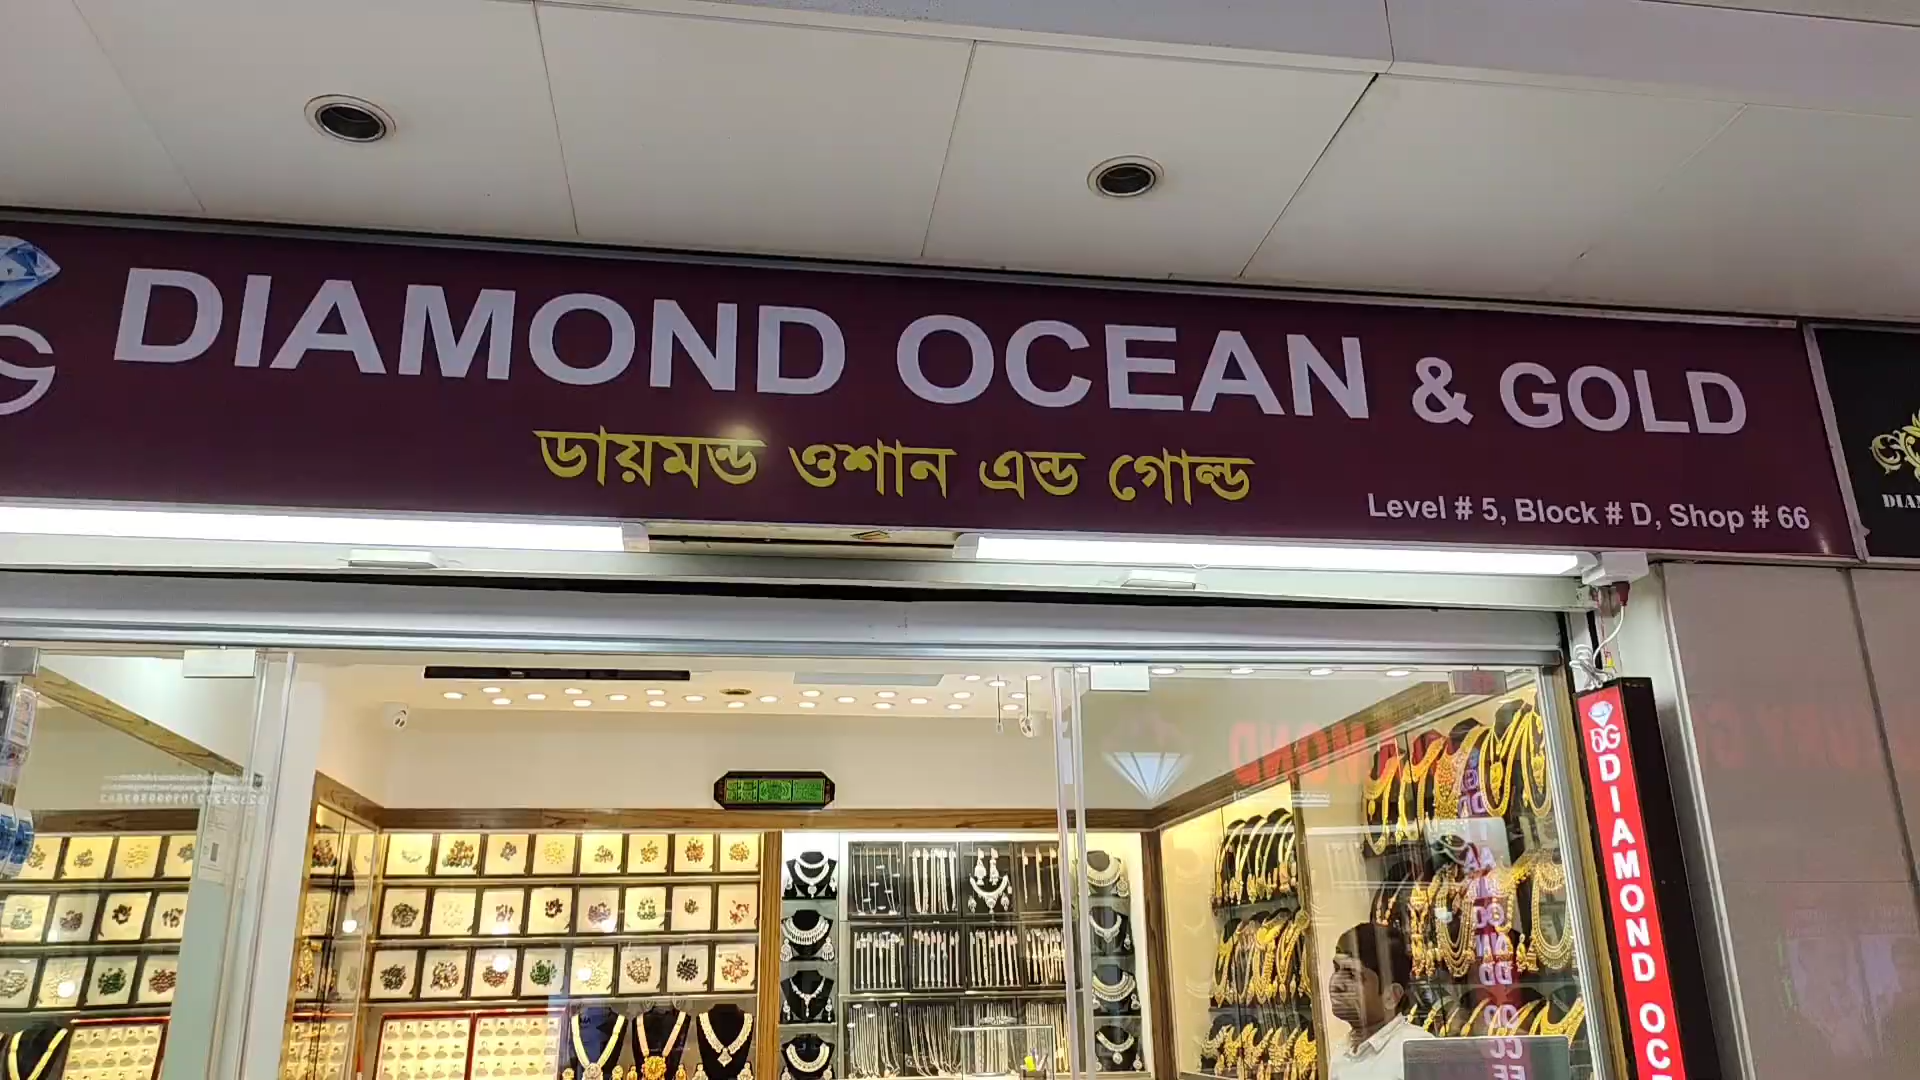 DIAMOND OCEAN & GOLD
ডায়মন্ড ওশান এন্ড গোল্ড
Level # 5, Block # D, Shop # 66
DIAMOND OC